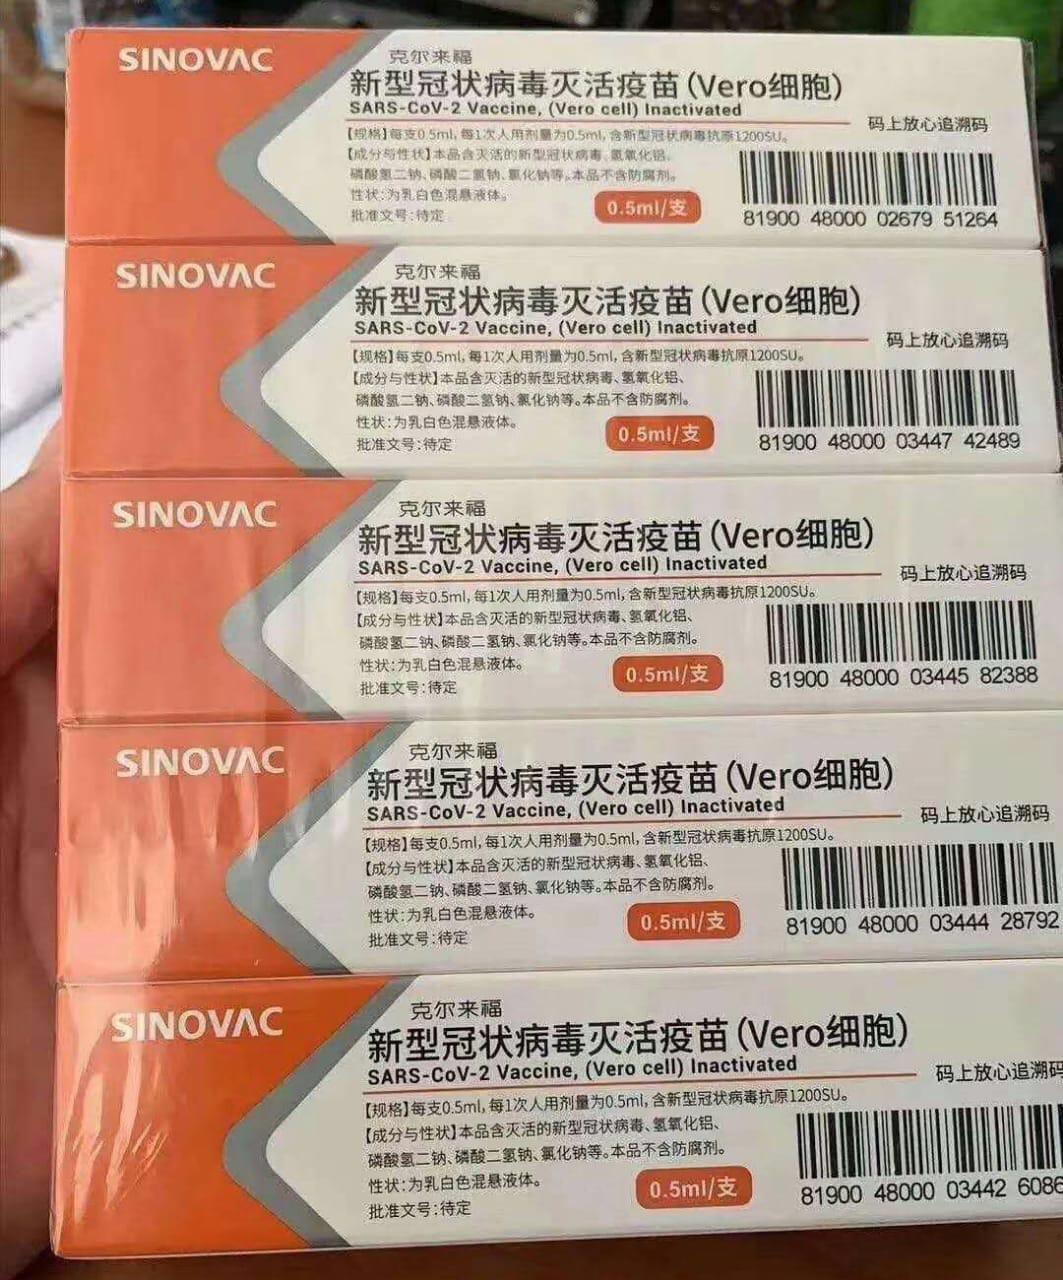 SINOVAC
克尔来福
新型冠状病毒灭活疫苗(Vero细胞)
SARS-CoV-2 Vaccine, (Vero cell) Inactivated
码上放心追溯码
【规格】每支0.5ml,每1次人用剂量为0.5ml,含新型冠状病毒抗原1200SU。
【成分与性状】本品含灭活的新型冠状病毒、氢氧化铝、
磷酸氢二钠、磷酸二氢钠、氯化钠等。本品不含防腐剂。
性状:为乳白色混悬液体。
批准文号:待定
0.5ml/支
81900 48000 02679 51264
SINOVAC
克尔来福
新型冠状病毒灭活疫苗(Vero细胞)
SARS-CoV-2 Vaccine, (Vero cell) Inactivated
码上放心追溯码
【规格】每支0.5ml,每1次人用剂量为0.5ml,含新型冠状病毒抗原1200SU。
【成分与性状】本品含灭活的新型冠状病毒、氢氧化铝、
磷酸氢二钠、磷酸二氢钠、氯化钠等。本品不含防腐剂。
性状:为乳白色混悬液体。
批准文号:待定
0.5ml/支
81900 48000 03447 42489
SINOVAC
克尔来福
新型冠状病毒灭活疫苗(Vero细胞)
SARS-CoV-2 Vaccine, (Vero cell) Inactivated
码上放心追溯码
【规格】每支0.5ml,每1次人用剂量为0.5ml,含新型冠状病毒抗原1200SU。
【成分与性状】本品含灭活的新型冠状病毒、氢氧化铝、
磷酸氢二钠、磷酸二氢钠、氯化钠等。本品不含防腐剂。
性状:为乳白色混悬液体。
批准文号:待定
0.5ml/支
81900 48000 03445 82388
SINOVAC
克尔来福
新型冠状病毒灭活疫苗(Vero细胞)
SARS-CoV-2 Vaccine, (Vero cell) Inactivated
码上放心追溯码
【规格】每支0.5ml,每1次人用剂量为0.5ml,含新型冠状病毒抗原1200SU。
【成分与性状】本品含灭活的新型冠状病毒、氢氧化铝、
磷酸氢二钠、磷酸二氢钠、氯化钠等。本品不含防腐剂。
性状:为乳白色混悬液体。
批准文号:待定
0.5ml/支
81900 48000 03444 28792
SINOVAC
克尔来福
新型冠状病毒灭活疫苗(Vero细胞)
SARS-CoV-2 Vaccine, (Vero cell) Inactivated
码上放心追溯码
【规格】每支0.5ml,每1次人用剂量为0.5ml,含新型冠状病毒抗原1200SU。
【成分与性状】本品含灭活的新型冠状病毒、氢氧化铝、
磷酸氢二钠、磷酸二氢钠、氯化钠等。本品不含防腐剂。
性状:为乳白色混悬液体。
批准文号:待定
0.5ml/支
81900 48000 03442 6086